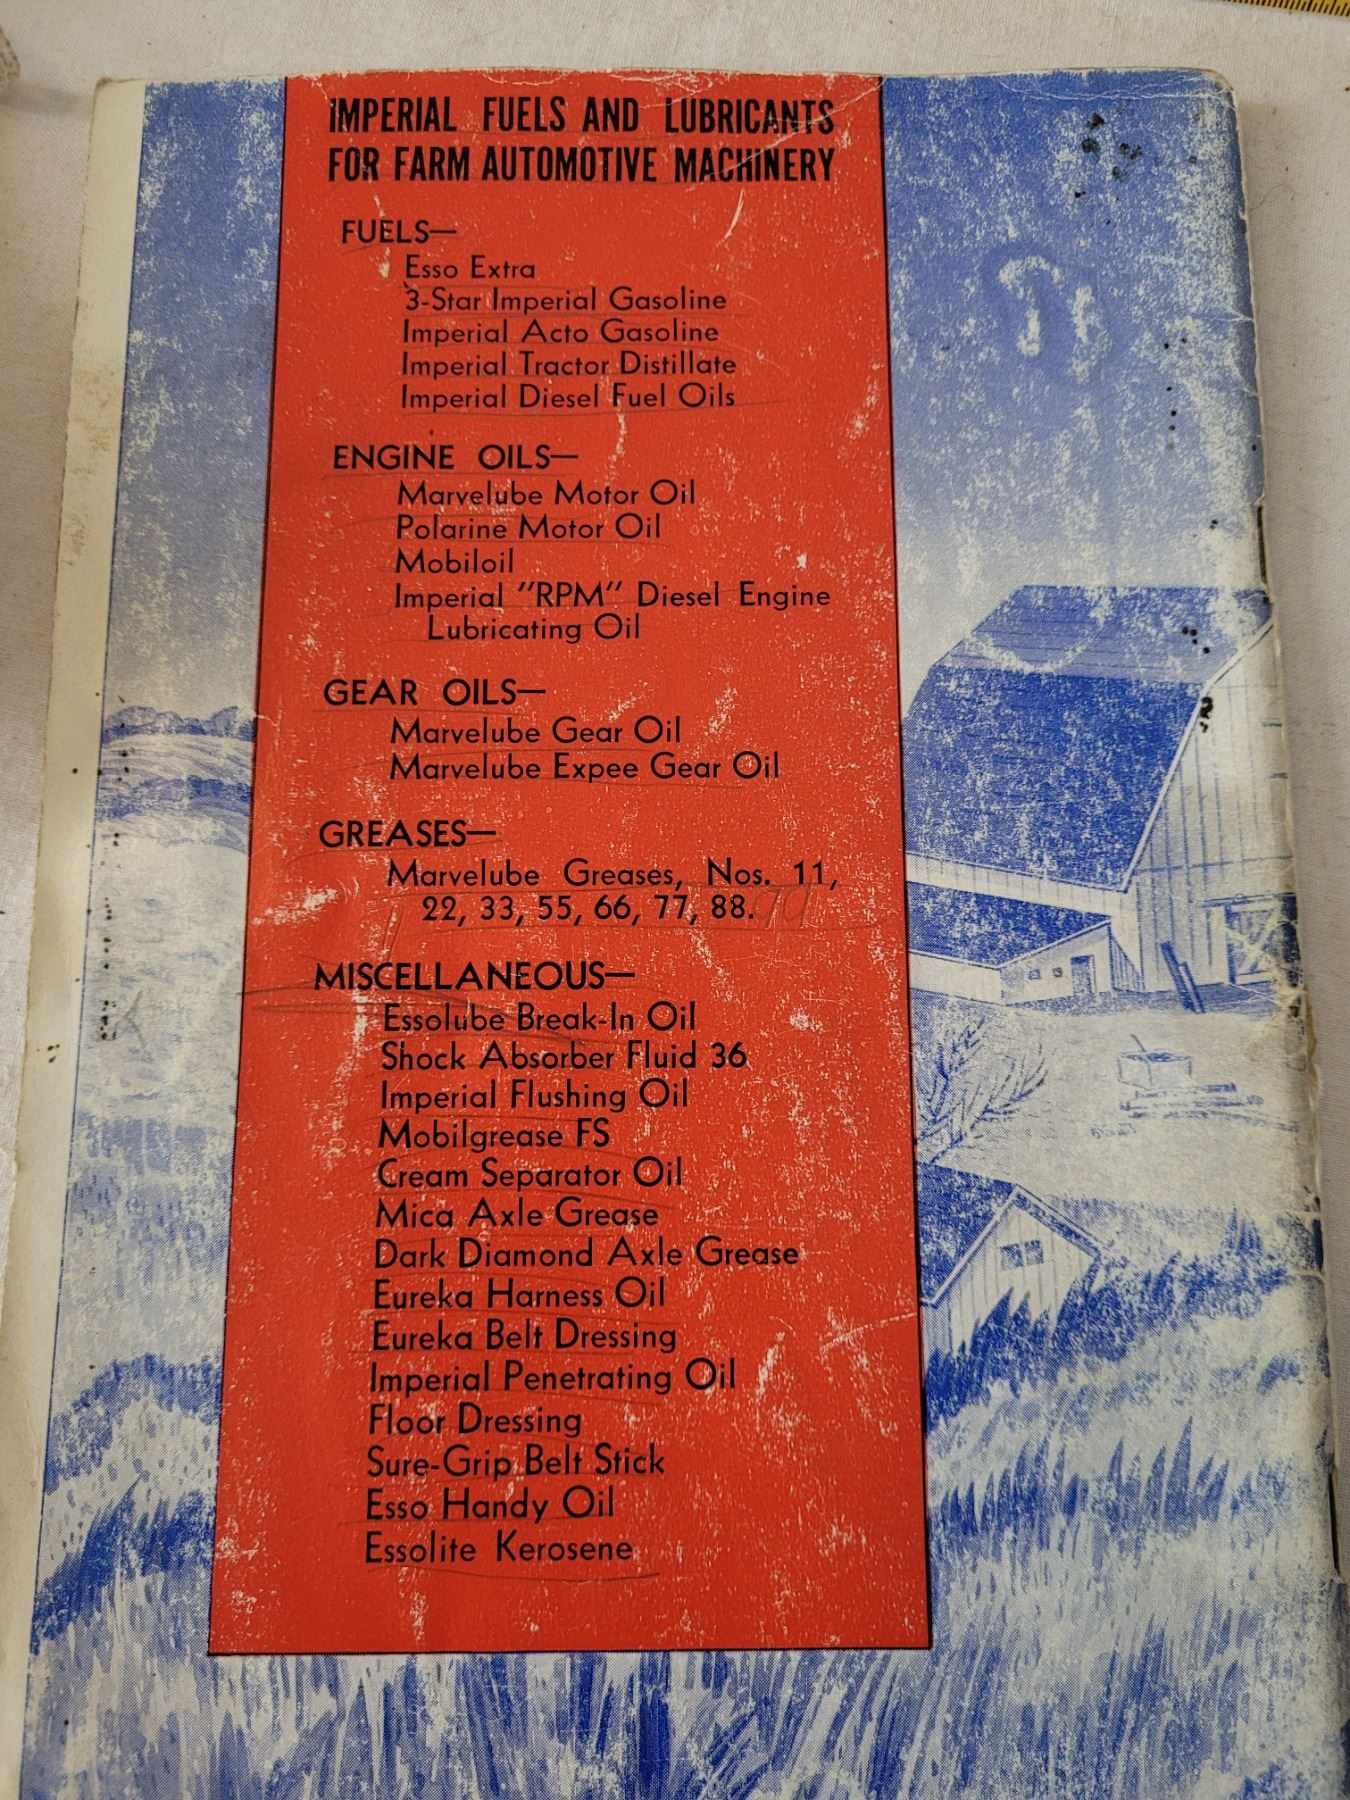 IMPERIAL FUELS AND LUBRICANTS
FOR FARM AUTOMOTIVE MACHINERY
FUELS—
Esso Extra
3-Star Imperial Gasoline
Imperial Acto Gasoline
Imperial Tractor Distillate
Imperial Diesel Fuel Oils
ENGINE OILS—
Marvelube Motor Oil
Polarine Motor Oil
Mobiloil
Imperial "RPM" Diesel Engine
Lubricating Oil
GEAR OILS—
Marvelube Gear Oil
Marvelube Expee Gear Oil
GREASES—
Marvelube Greases, Nos. 11,
22, 33, 55, 66, 77, 88. 99
MISCELLANEOUS—
Essolube Break-In Oil
Shock Absorber Fluid 36
Imperial Flushing Oil
Mobilgrease FS
Cream Separator Oil
Mica Axle Grease
Dark Diamond Axle Grease
Eureka Harness Oil
Eureka Belt Dressing
Imperial Penetrating Oil
Floor Dressing
Sure-Grip Belt Stick
Esso Handy Oil
Essolite Kerosene